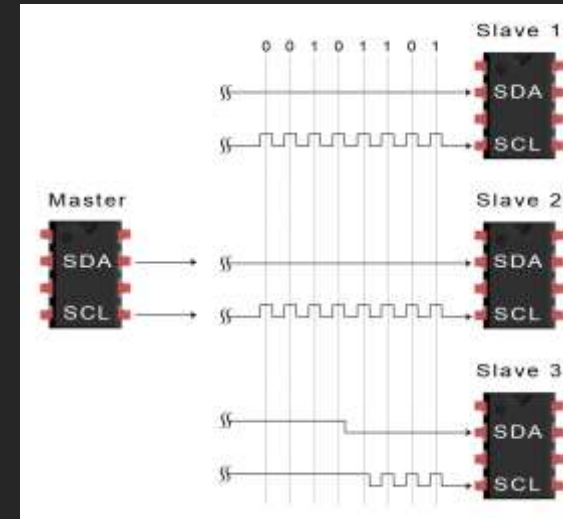 Slave 1
0 0 1 0 1 1 0 1
SDA
SCL
Master
Slave 2
SDA
SDA
SCL
SCL
Slave 3
SDA
SCL